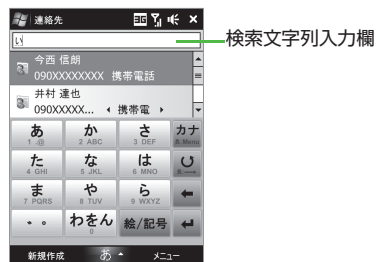 連絡先
い
検索文字列入力欄
今西 信朗
090XXXXXXXX 携帯電話
井村 達也
090XXXXX... 携帯電
あ か さ カナ
1 .@ 2 ABC 3 DEF B: Menu
た な は
4 GHI 5 JKL 6 MNO
ま や ら
7 PQRS 8 TUV 9 WXYZ
、。 わをん 絵/記号
0
新規作成 あ メニュー